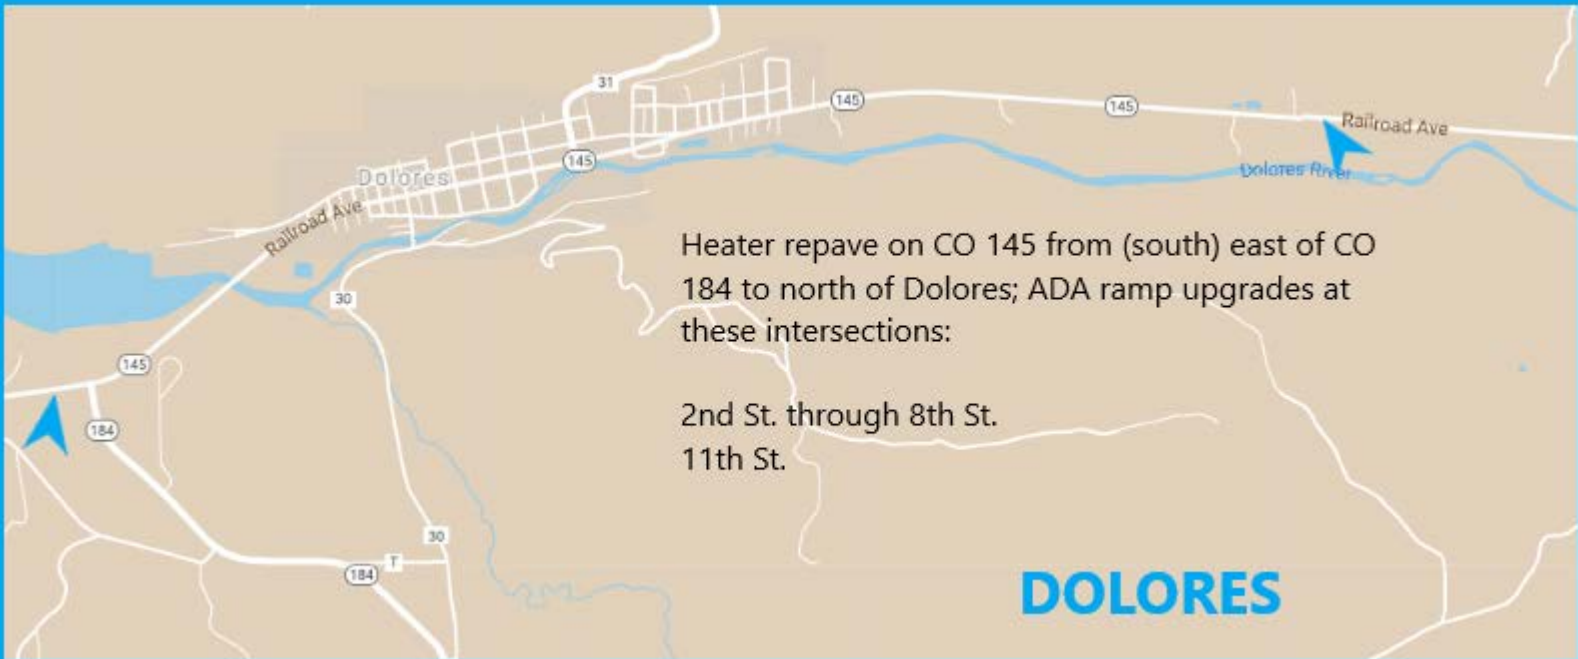 31
145
145
Railroad Ave
145
Dolores
Dolores River
Railroad Ave
Heater repave on CO 145 from (south) east of CO
184 to north of Dolores; ADA ramp upgrades at
these intersections:
30
145
2nd St. through 8th St.
184
11th St.
30
T
184
DOLORES